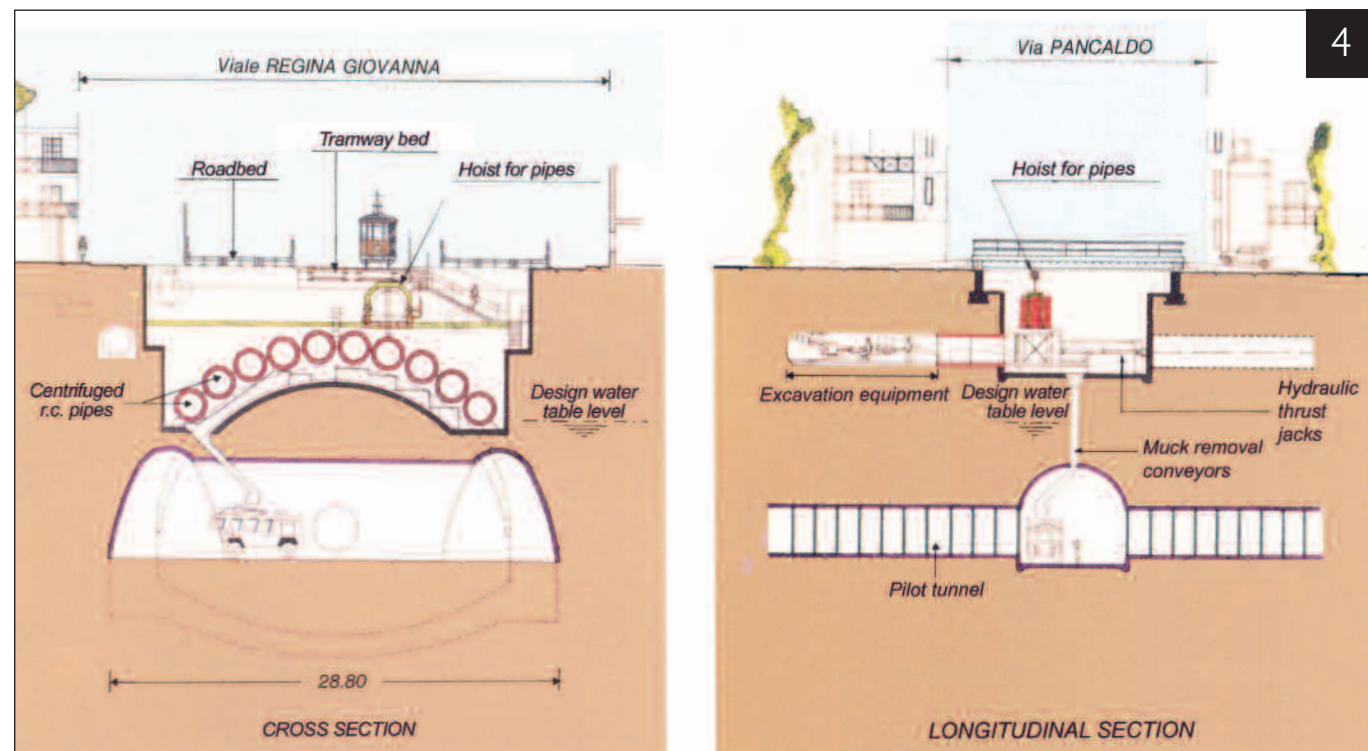 4
Viale REGINA GIOVANNA
Tramway bed
Roadbed
Hoist for pipes
Centrifuged
r.c. pipes
Design water
table level
28.80
CROSS SECTION
Via PANCALDO
Hoist for pipes
Excavation equipment
Design water
table level
Hydraulic
thrust
jacks
Muck removal
conveyors
Pilot tunnel
LONGITUDINAL SECTION